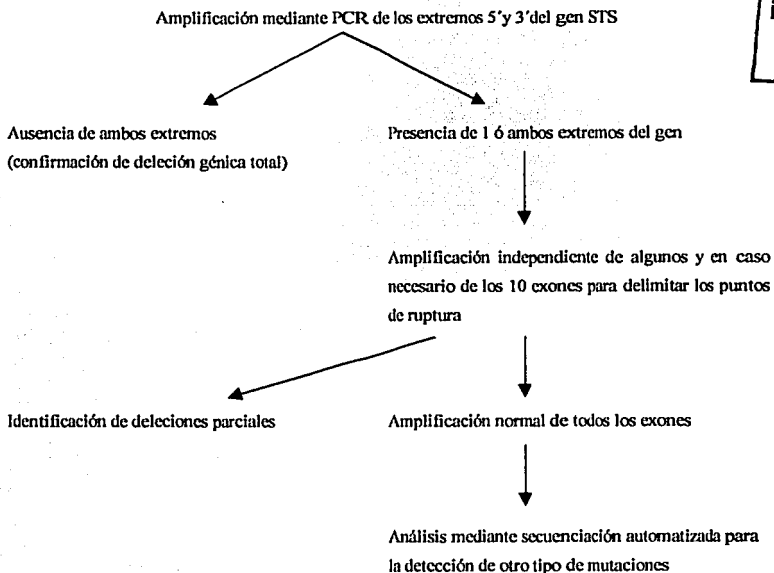 Amplificación mediante PCR de los extremos 5´y 3´del gen STS
Ausencia de ambos extremos
(confirmación de deleción génica total)
Presencia de 1 ó ambos extremos del gen
Amplificación independiente de algunos y en caso
necesario de los 10 exones para delimitar los puntos
de ruptura
Identificación de deleciones parciales
Amplificación normal de todos los exones
Análisis mediante secuenciación automatizada para
la detección de otro tipo de mutaciones